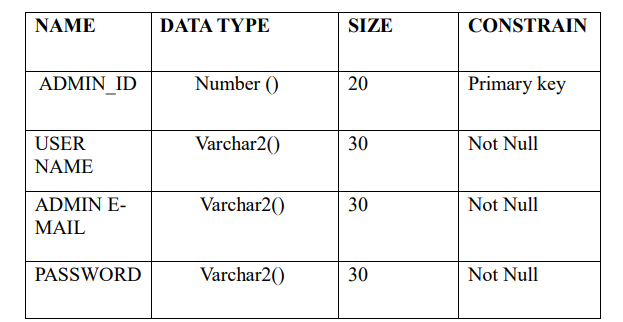 NAME DATA TYPE SIZE CONSTRAIN
ADMIN_ID Number () 20 Primary key
USER NAME Varchar2() 30 Not Null
ADMIN E-MAIL Varchar2() 30 Not Null
PASSWORD Varchar2() 30 Not Null